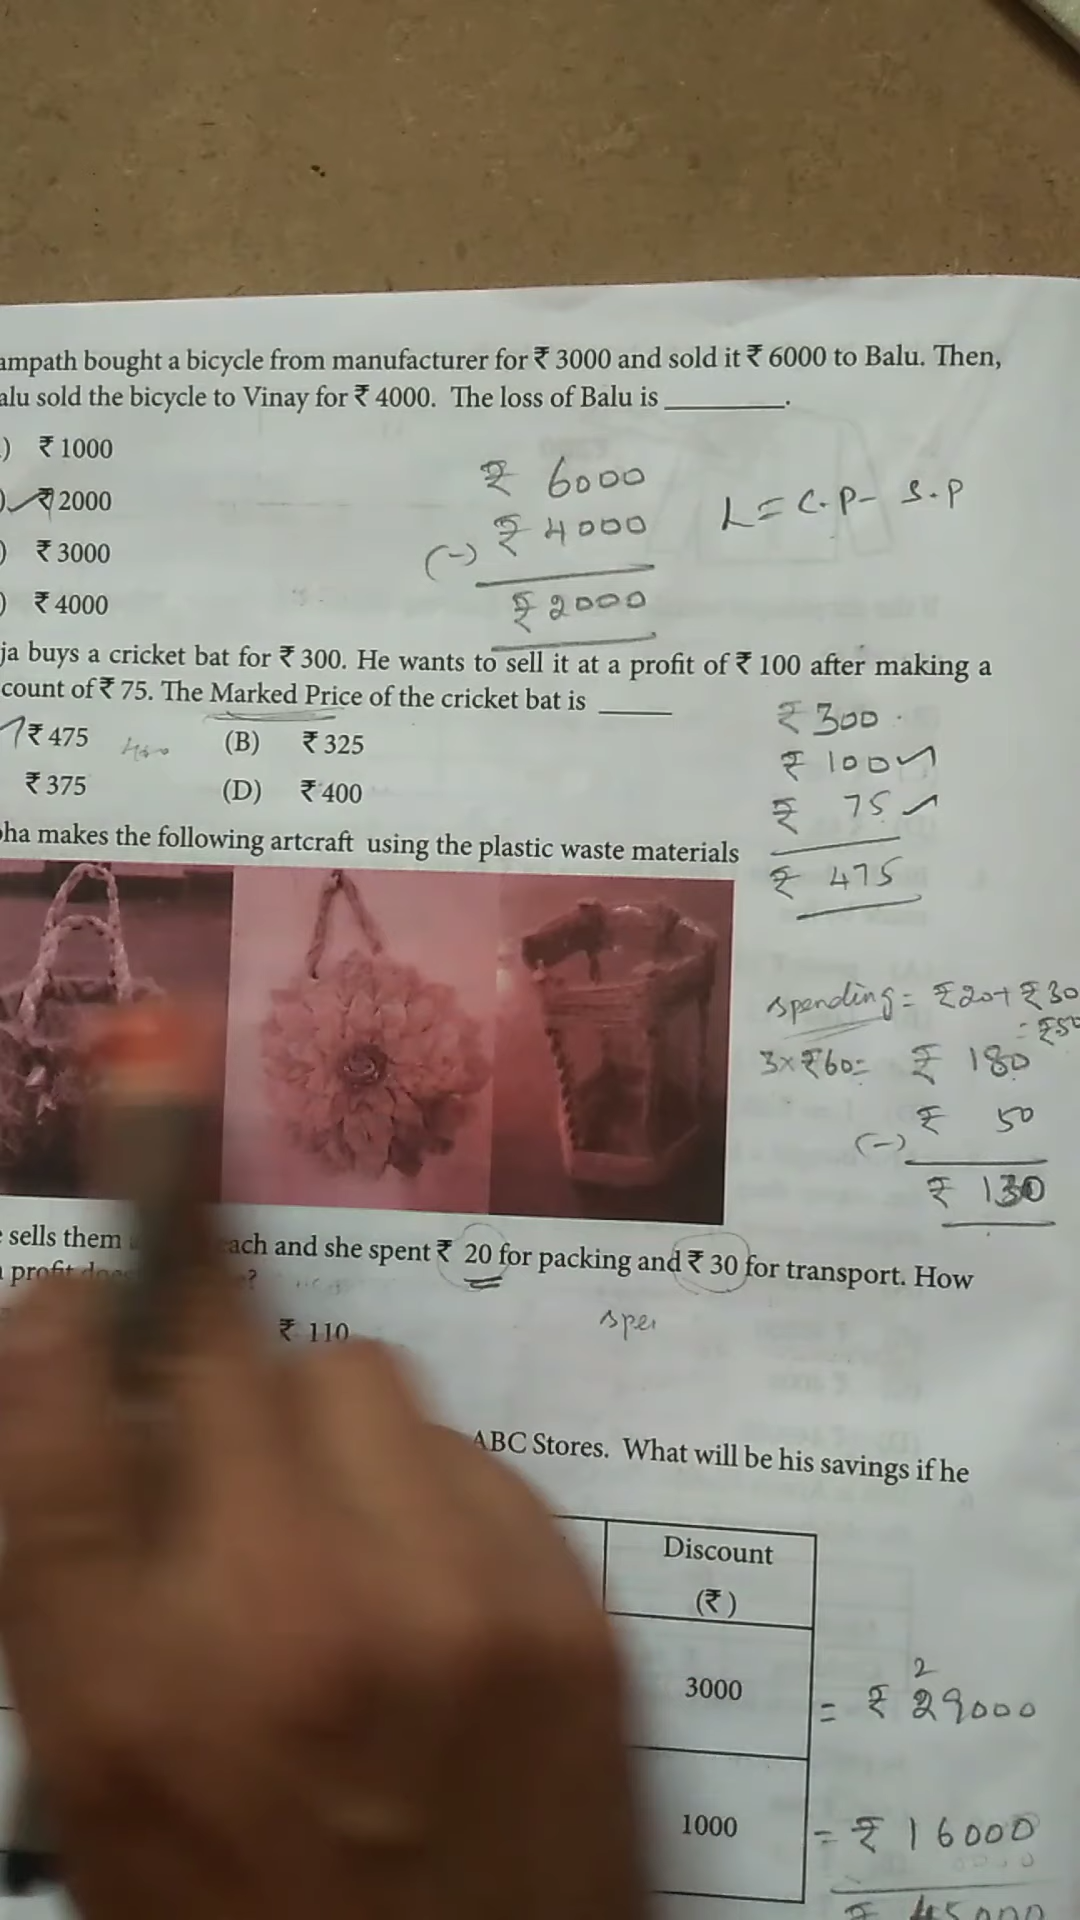 bought a bicycle from manufacturer for ₹ 3000 and sold it ₹ 6000 to Balu. Then,
sold the bicycle to Vinay for ₹ 4000. The loss of Balu is ________.
) ₹ 1000
) ₹ 2000
) ₹ 3000
) ₹ 4000
₹ 6000
(-) ₹ 4000
₹ 2000
L = C.P - S.P
buys a cricket bat for ₹ 300. He wants to sell it at a profit of ₹ 100 after making a
count of ₹ 75. The Marked Price of the cricket bat is _____
₹ 475 (B) ₹ 325
₹ 375 (D) ₹ 400
₹ 300
₹ 100
₹ 75
₹ 475
makes the following artcraft using the plastic waste materials
spending = ₹20+ ₹30
= ₹50
3×₹60= ₹ 180
(-) ₹ 50
₹ 130
sells them ach and she spent ₹ 20 for packing and ₹ 30 for transport. How
profit ?
₹ 110
spe
ABC Stores. What will be his savings if he
Discount
(₹)
3000 = ₹ 29000
2
1000 = ₹ 16000
₹ 45000